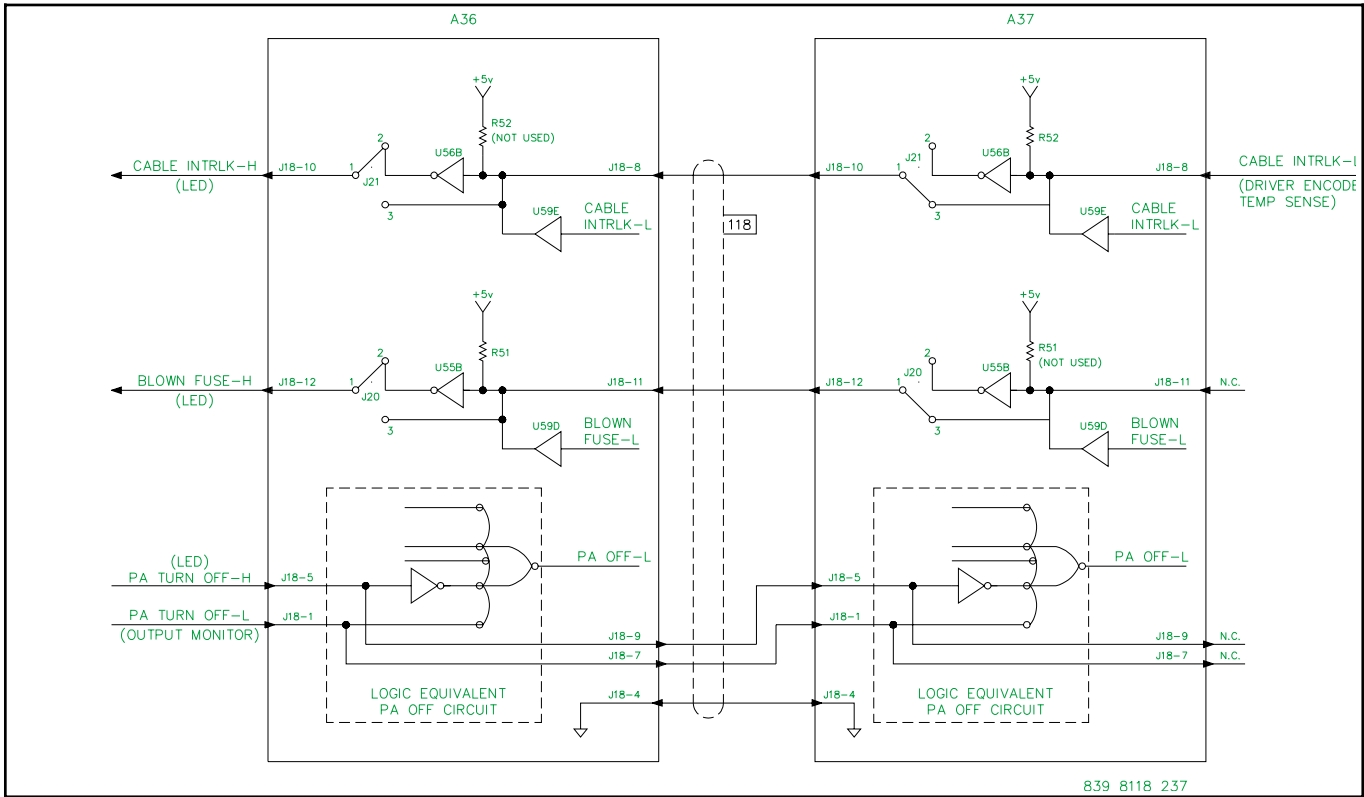 A36
A37
+5v
R52
(NOT USED)
2
U56B
J18-8
J18-10
1
J21
3
U59E
CABLE
INTRLK-L
CABLE INTRLK-H
(LED)
118
+5v
R52
2
J21
U56B
J18-8
J18-10
1
3
U59E
CABLE
INTRLK-L
CABLE INTRLK-L
(DRIVER ENCODE
TEMP SENSE)
+5v
R51
2
U55B
J18-11
J18-12
1
J20
3
U59D
BLOWN
FUSE-L
BLOWN FUSE-H
(LED)
+5v
R51
(NOT USED)
2
J20
U55B
J18-11
N.C.
J18-12
1
3
U59D
BLOWN
FUSE-L
(LED)
PA TURN OFF-H
J18-5
PA OFF-L
PA TURN OFF-L
(OUTPUT MONITOR)
J18-1
J18-9
J18-7
J18-4
LOGIC EQUIVALENT
PA OFF CIRCUIT
J18-5
PA OFF-L
J18-1
J18-9
N.C.
J18-7
N.C.
J18-4
LOGIC EQUIVALENT
PA OFF CIRCUIT
839 8118 237